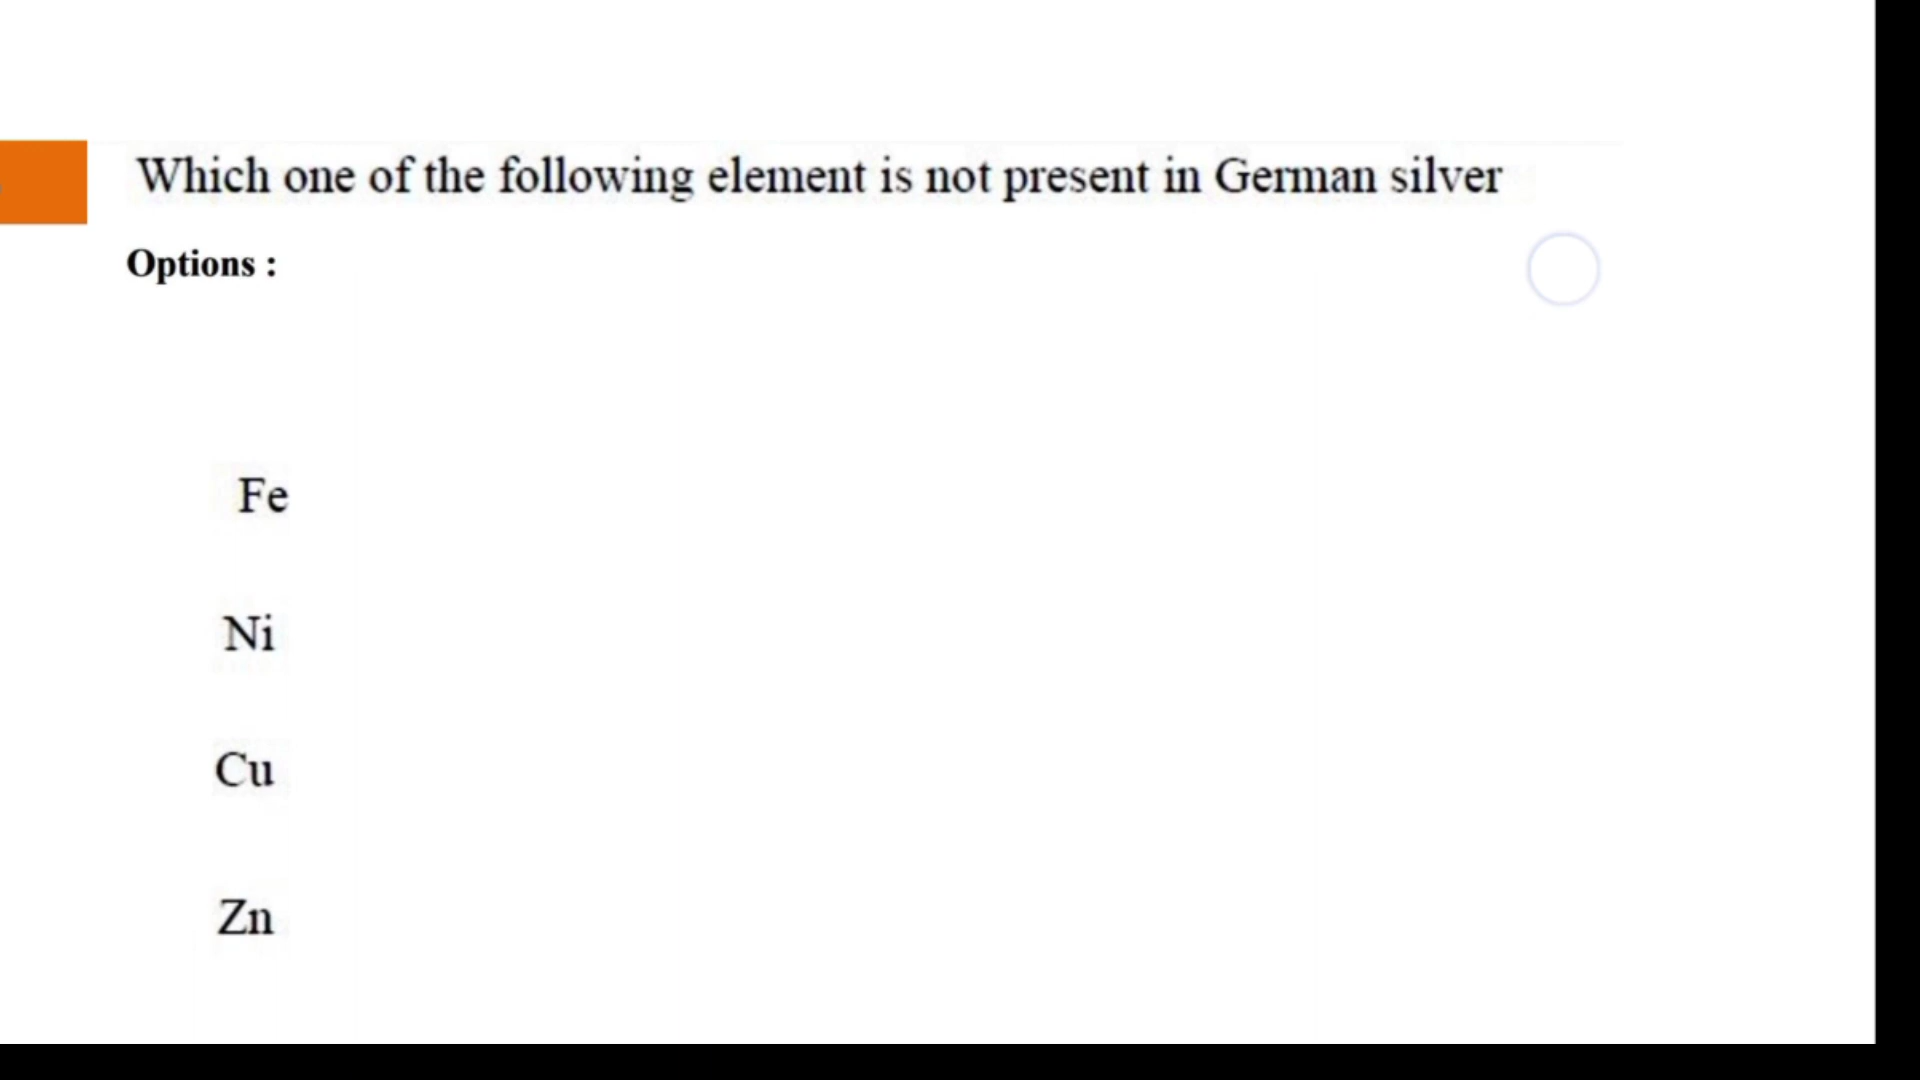 Which one of the following element is not present in German silver
Options :
Fe
Ni
Cu
Zn